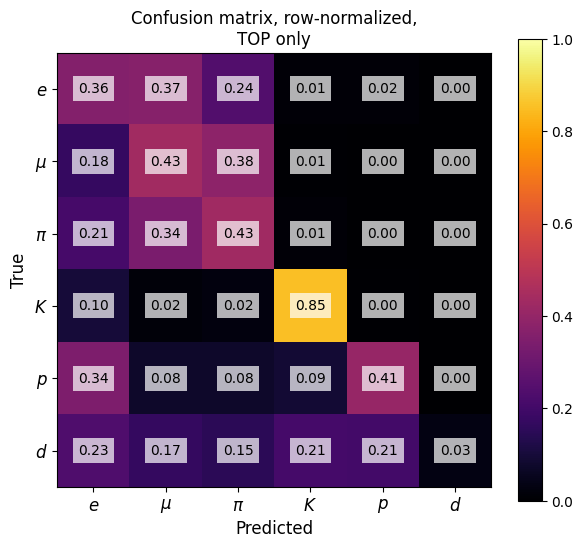 Confusion matrix, row-normalized,
TOP only
True
e 0.36 0.37 0.24 0.01 0.02 0.00
μ 0.18 0.43 0.38 0.01 0.00 0.00
π 0.21 0.34 0.43 0.01 0.00 0.00
K 0.10 0.02 0.02 0.85 0.00 0.00
p 0.34 0.08 0.08 0.09 0.41 0.00
d 0.23 0.17 0.15 0.21 0.21 0.03
e μ π K p d
Predicted
1.0
0.8
0.6
0.4
0.2
0.0